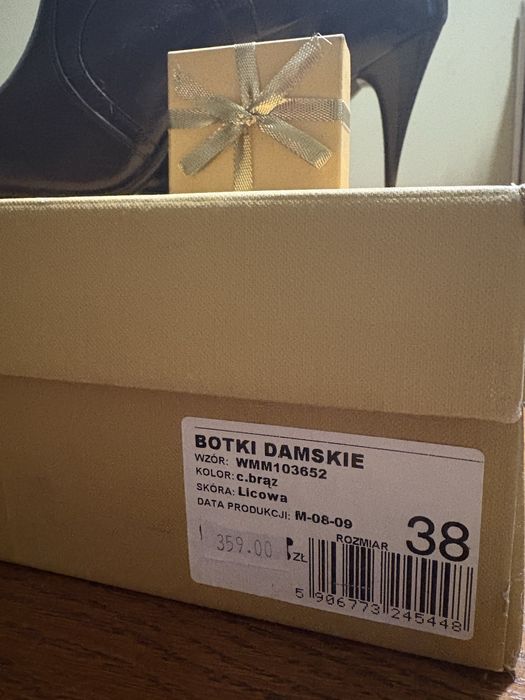 BOTKI DAMSKIE
WZÓR: WMM103652
KOLOR: c.brąz
SKÓRA: Licowa
DATA PRODUKCJI: M-08-09
ROZMIAR 38
359.00 ZŁ
5 906773 245448